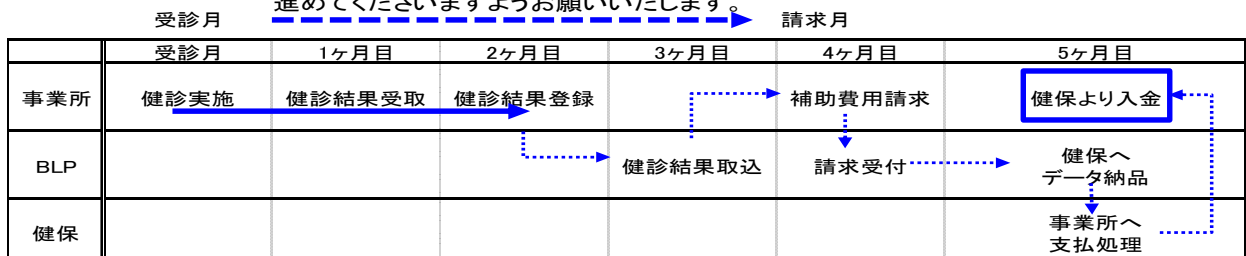 進めてくださいますようお願いいたします。
受診月 請求月
受診月 1ヶ月目 2ヶ月目 3ヶ月目 4ヶ月目 5ヶ月目
事業所 健診実施 健診結果受取 健診結果登録 補助費用請求 健保より入金
BLP 健診結果取込 請求受付 健保へ
データ納品
健保 事業所へ
支払処理